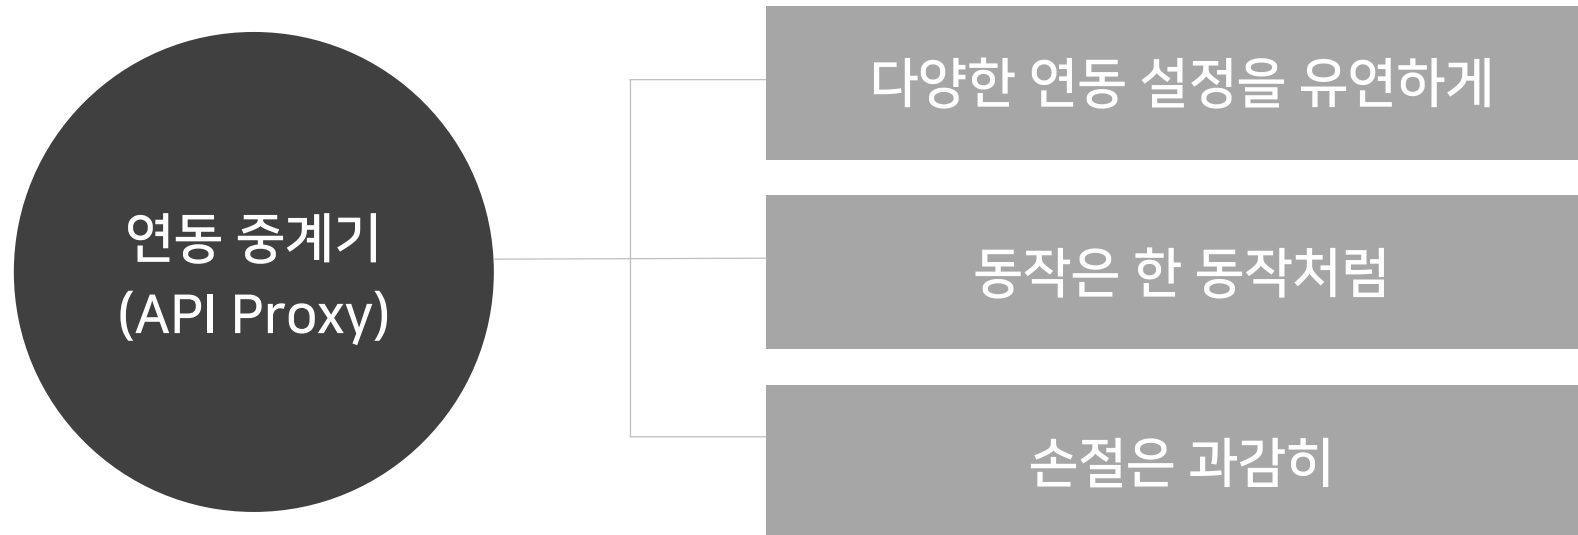 연동 중계기
(API Proxy)
다양한 연동 설정을 유연하게
동작은 한 동작처럼
손절은 과감히